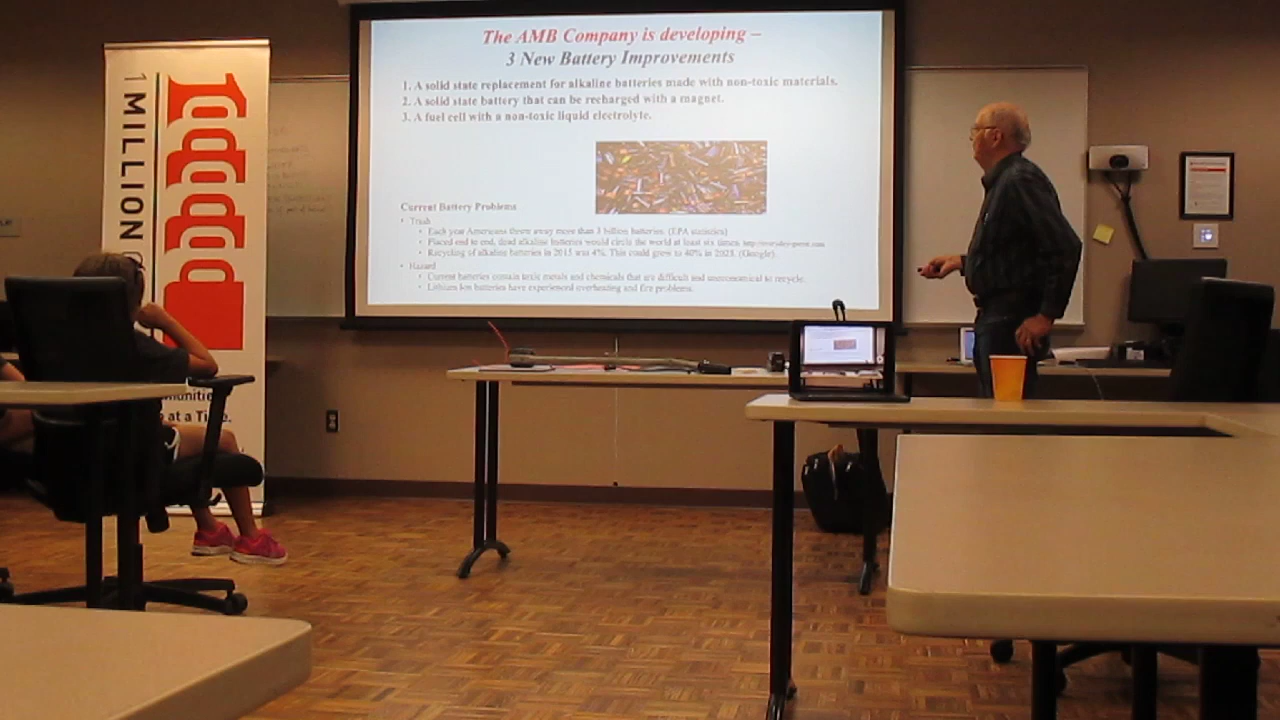 The AMB Company is developing –
3 New Battery Improvements
1. A solid state replacement for alkaline batteries made with non-toxic materials.
2. A solid state battery that can be recharged with a magnet.
3. A fuel cell with a non-toxic liquid electrolyte.
Current Battery Problems
• Trash
• Each year Americans throw away more than 3 billion batteries. (EPA statistics)
• Placed end to end, dead alkaline batteries would circle the world at least six times.
• Recycling of alkaline batteries in 2015 was 4%. This could grow to 40% in 2025. (Google).
• Hazard
• Current batteries contain toxic metals and chemicals that are difficult and uneconomical to recycle.
• Lithium Ion batteries have experienced overheating and fire problems.
1 MILLION
at a Time.